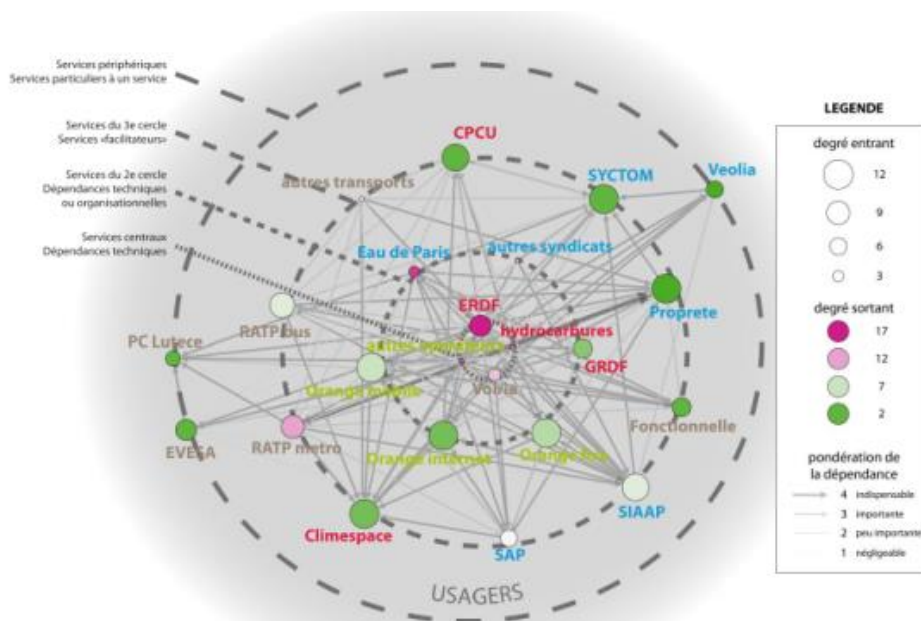 Services périphériques
Services particuliers à un service
Services du 3e cercle
Services «facilitateurs»
Services du 2e cercle
Dépendances techniques
ou organisationnelles
Services centraux
Dépendances techniques
CPCU
autres transports
SYCTOM
Veolia
Eau de Paris
autres syndicats
ERDF
hydrocarbures
Proprete
RATP bus
autres
PC Lutece
GRDF
Orange mobile
Voirie
Fonctionnelle
EVESA
RATP metro
Orange internet
Orange
SIAAP
Climespace
SAP
USAGERS
LEGENDE
degré entrant
12
9
6
3
degré sortant
17
12
7
2
pondération de
la dépendance
4 indispensable
3 importante
2 peu importante
1 négligeable